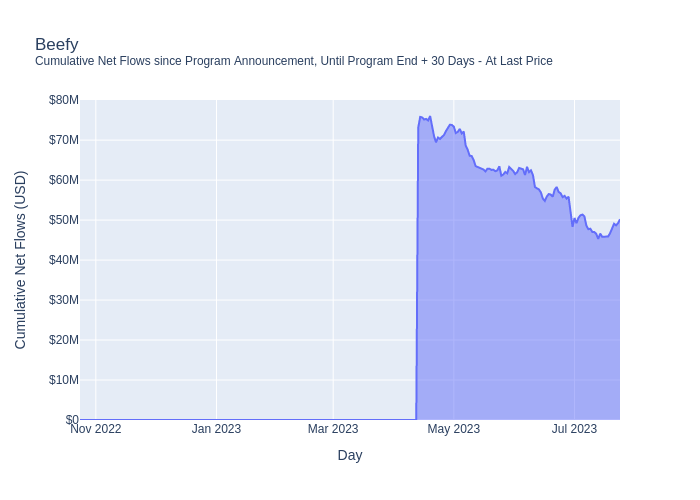 Beefy
Cumulative Net Flows since Program Announcement, Until Program End + 30 Days - At Last Price
$80M
$70M
$60M
$50M
$40M
$30M
$20M
$10M
$0
Cumulative Net Flows (USD)
Nov 2022
Jan 2023
Mar 2023
May 2023
Jul 2023
Day